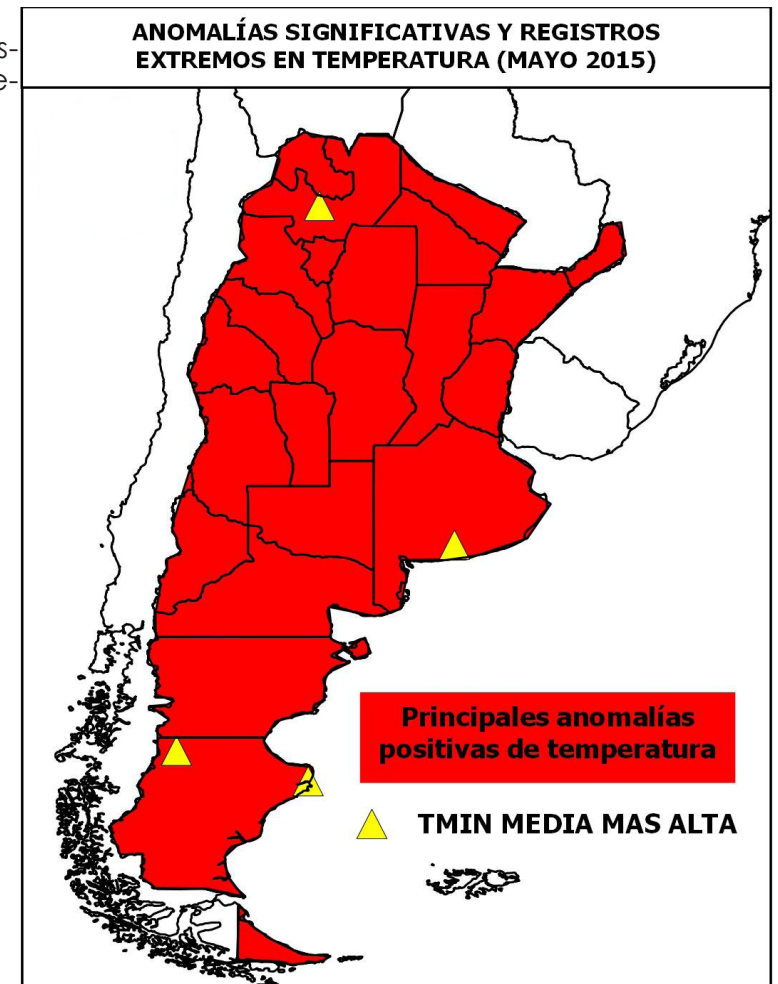 s-
e-
ANOMALÍAS SIGNIFICATIVAS Y REGISTROS
EXTREMOS EN TEMPERATURA (MAYO 2015)
Principales anomalías
positivas de temperatura
TMIN MEDIA MAS ALTA